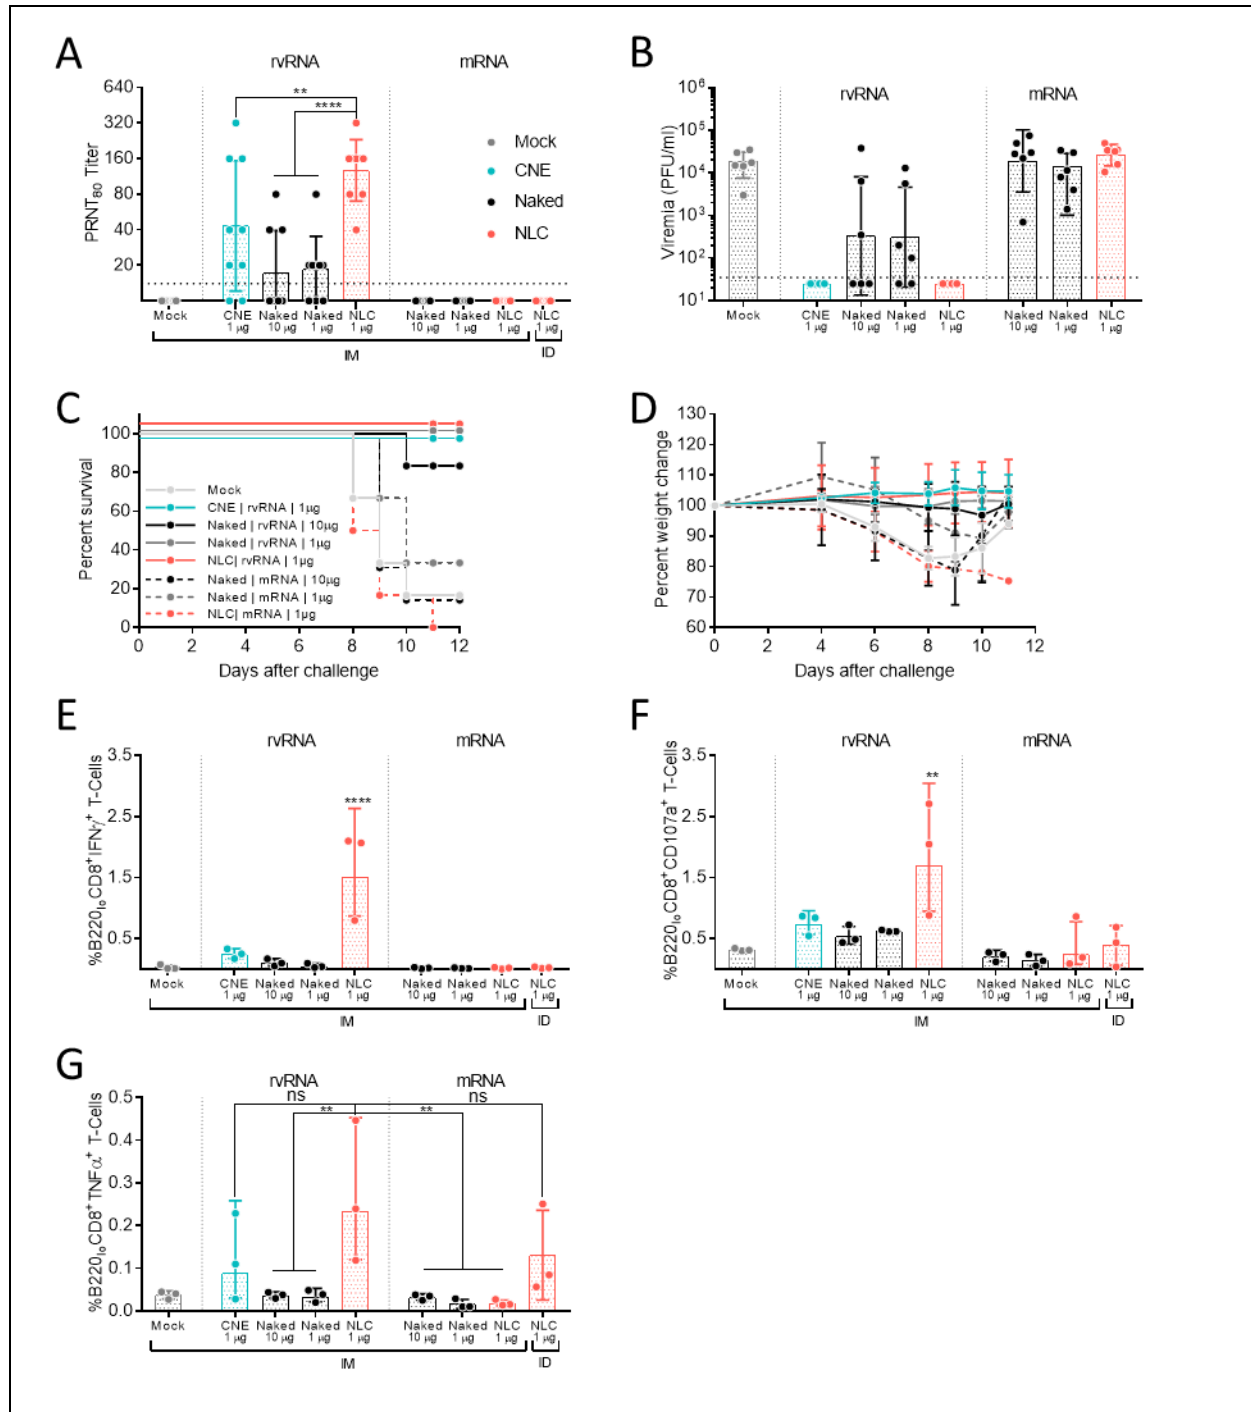 A
rvRNA
mRNA
PRNT80 Titer
640
320
160
80
40
20
**
****
Mock
CNE
Naked
NLC
Mock
CNE 1 µg
Naked 10 µg
Naked 1 µg
NLC 1 µg
Naked 10 µg
Naked 1 µg
NLC 1 µg
NLC 1 µg
IM
ID
B
rvRNA
mRNA
Viremia (PFU/ml)
10⁶
10⁵
10⁴
10³
10²
10¹
Mock
CNE 1 µg
Naked 10 µg
Naked 1 µg
NLC 1 µg
Naked 10 µg
Naked 1 µg
NLC 1 µg
C
Percent survival
100
80
60
40
20
0
Mock
CNE | rvRNA | 1µg
Naked | rvRNA | 10µg
Naked | rvRNA | 1µg
NLC| rvRNA | 1µg
Naked | mRNA | 10µg
Naked | mRNA | 1µg
NLC| mRNA | 1µg
0 2 4 6 8 10 12
Days after challenge
D
Percent weight change
130
120
110
100
90
80
70
60
0 2 4 6 8 10 12
Days after challenge
E
rvRNA
mRNA
%B220loCD8+IFNγ+ T-Cells
3.5
2.5
1.5
0.5
****
Mock
CNE 1 µg
Naked 10 µg
Naked 1 µg
NLC 1 µg
Naked 10 µg
Naked 1 µg
NLC 1 µg
NLC 1 µg
IM
ID
F
rvRNA
mRNA
%B220loCD8+CD107a+ T-Cells
3.5
2.5
1.5
0.5
**
Mock
CNE 1 µg
Naked 10 µg
Naked 1 µg
NLC 1 µg
Naked 10 µg
Naked 1 µg
NLC 1 µg
NLC 1 µg
IM
ID
G
rvRNA
mRNA
ns
ns
**
**
%B220loCD8+TNFα+ T-Cells
0.5
0.4
0.3
0.2
0.1
0.0
Mock
CNE 1 µg
Naked 10 µg
Naked 1 µg
NLC 1 µg
Naked 10 µg
Naked 1 µg
NLC 1 µg
NLC 1 µg
IM
ID